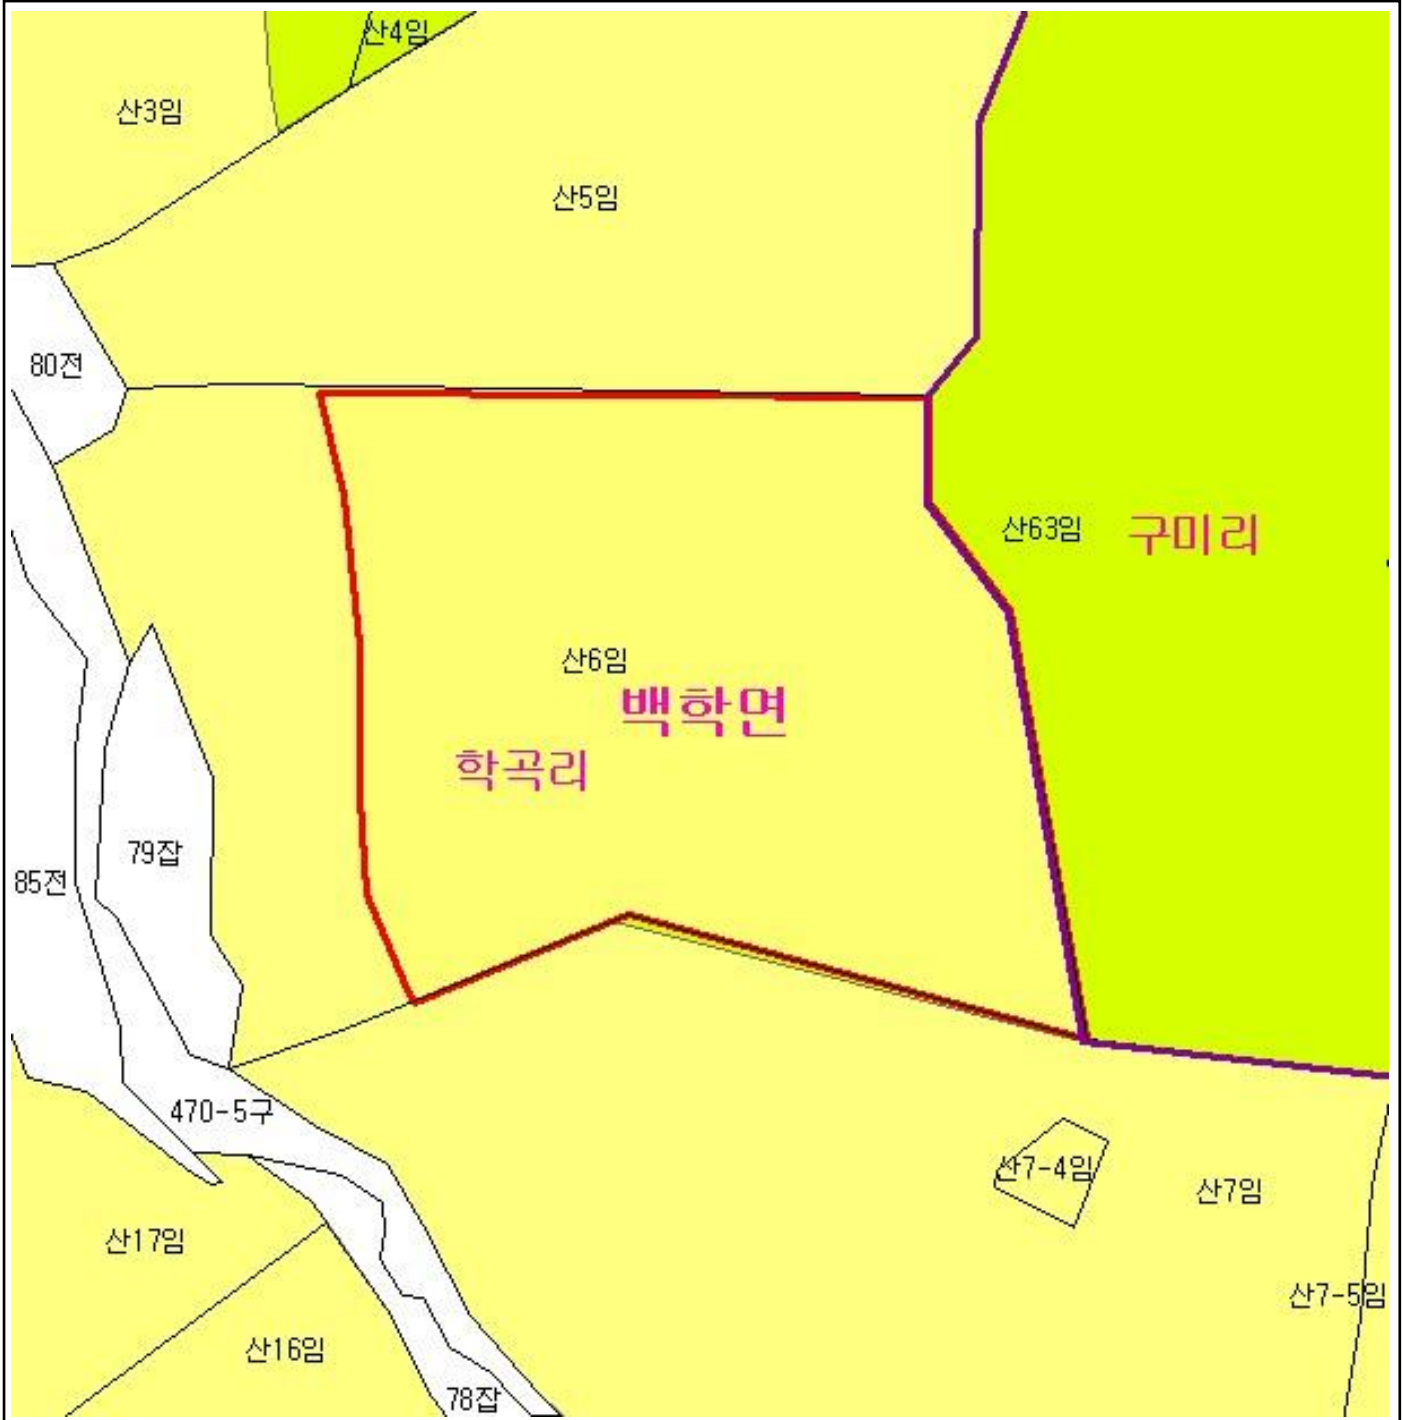 산4임
산3임
산5임
80전
산63임
구미리
산6임
백학면
학곡리
79잡
85전
470-5구
산7-4임
산7임
산17임
산7-5임
산16임
78잡